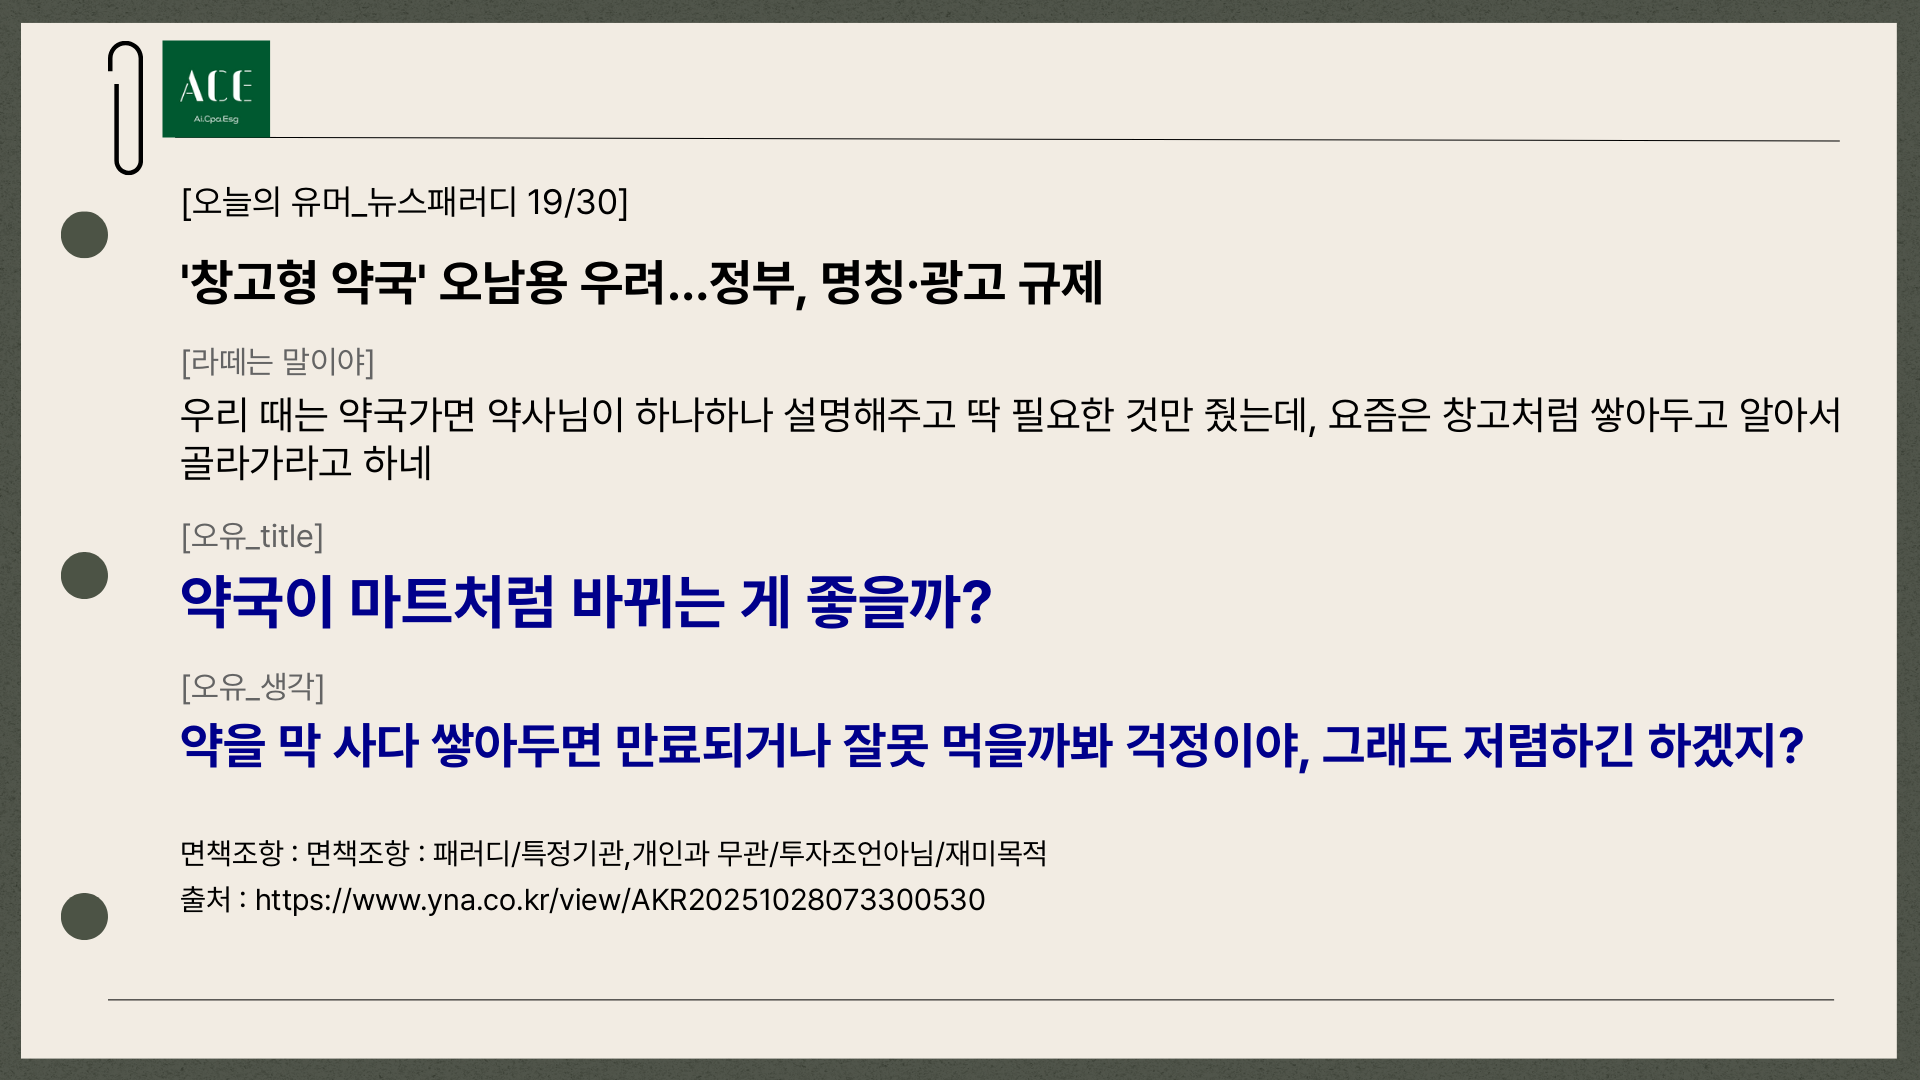 ACE
Ai.Cpa.Esg
[오늘의 유머_뉴스패러디 19/30]
'창고형 약국' 오남용 우려...정부, 명칭·광고 규제
[라떼는 말이야]
우리 때는 약국가면 약사님이 하나하나 설명해주고 딱 필요한 것만 줬는데, 요즘은 창고처럼 쌓아두고 알아서
골라가라고 하네
[오유_title]
약국이 마트처럼 바뀌는 게 좋을까?
[오유_생각]
약을 막 사다 쌓아두면 만료되거나 잘못 먹을까봐 걱정이야, 그래도 저렴하긴 하겠지?
면책조항 : 면책조항 : 패러디/특정기관,개인과 무관/투자조언아님/재미목적
출처 : https://www.yna.co.kr/view/AKR20251028073300530